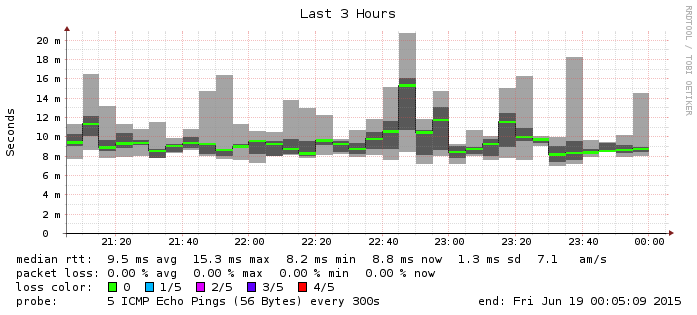 Last 3 Hours
RRDTOOL / TOBI OETIKER
Seconds
20 m
18 m
16 m
14 m
12 m
10 m
8 m
6 m
4 m
2 m
0
21:20 21:40 22:00 22:20 22:40 23:00 23:20 23:40 00:00
median rtt: 9.5 ms avg 15.3 ms max 8.2 ms min 8.8 ms now 1.3 ms sd 7.1 am/s
packet loss: 0.00 % avg 0.00 % max 0.00 % min 0.00 % now
loss color: 0 1/5 2/5 3/5 4/5
probe: 5 ICMP Echo Pings (56 Bytes) every 300s end: Fri Jun 19 00:05:09 2015